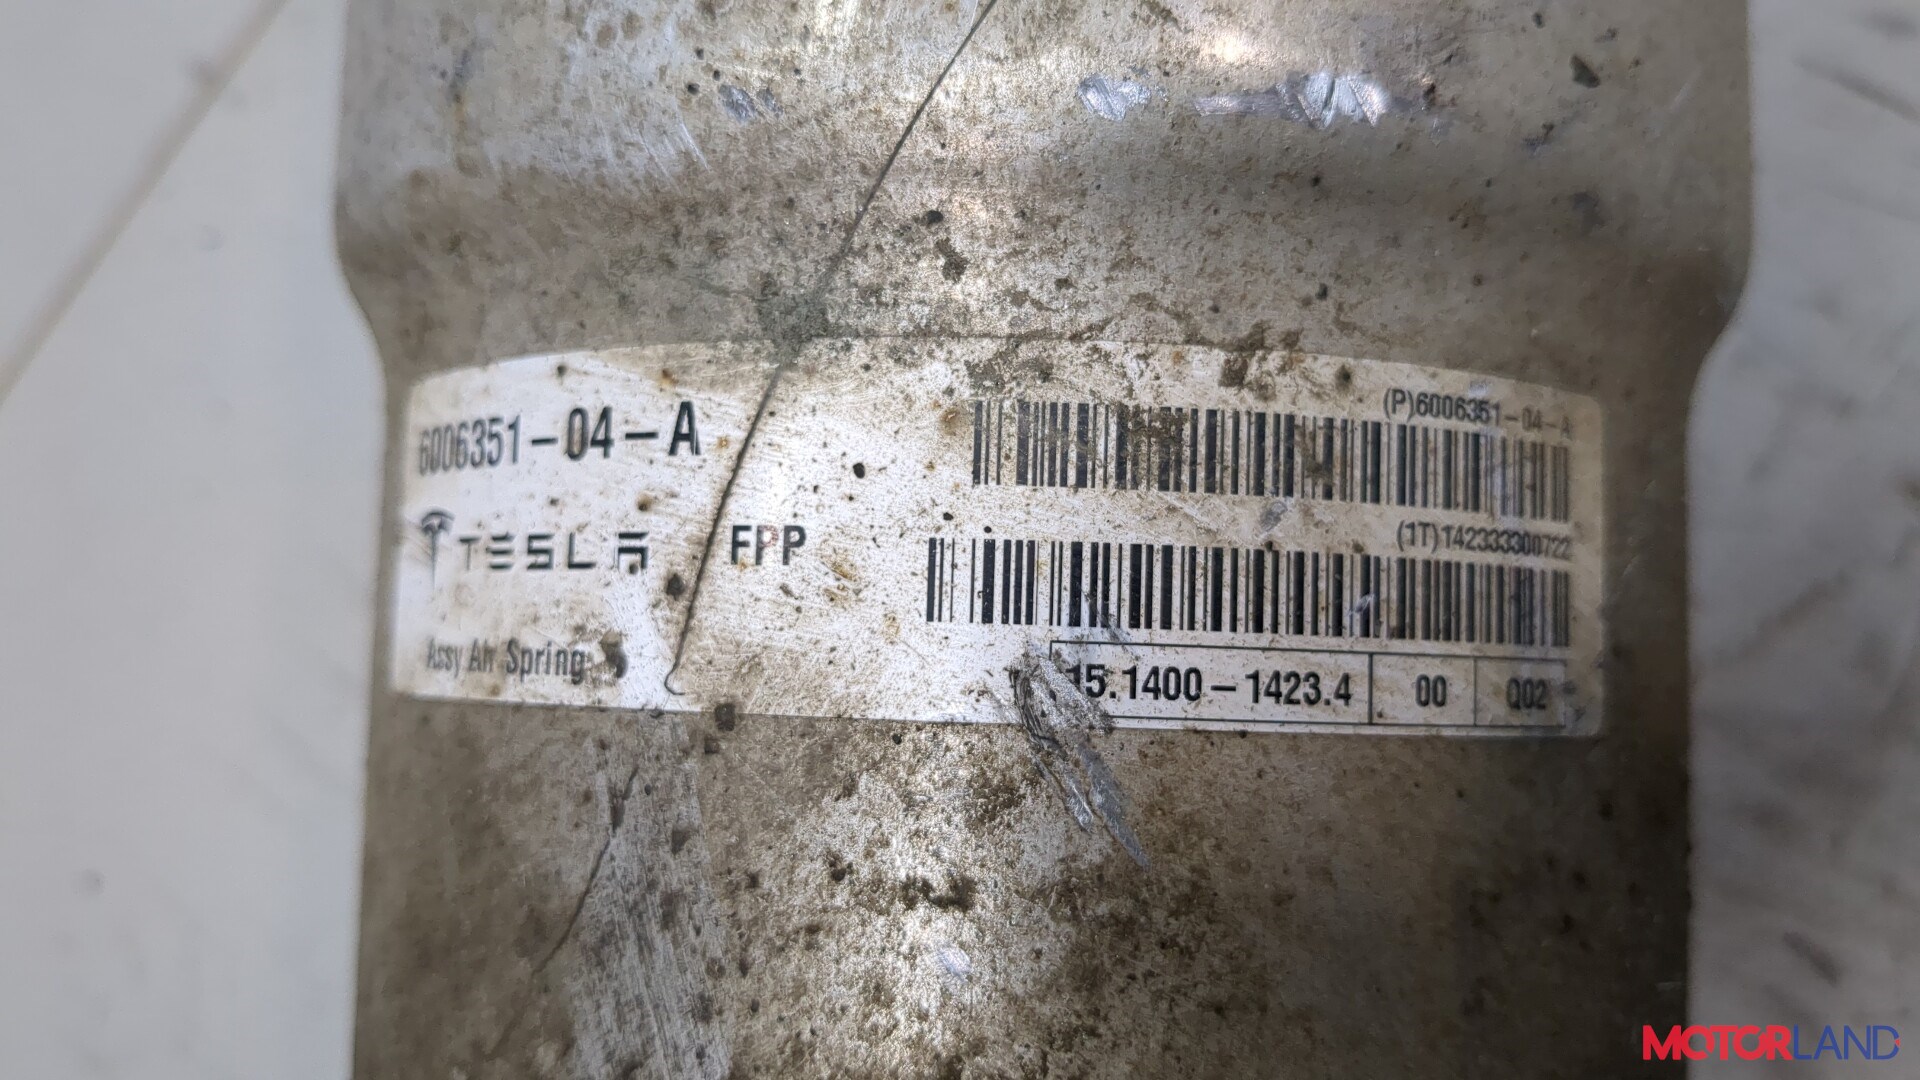 6006351-04-A
(P)6006351-04-A
TESLA FPP
(1T)T42333300722
Assy Air Spring
15.1400-1423.4 00 Q02
MOTORLAND